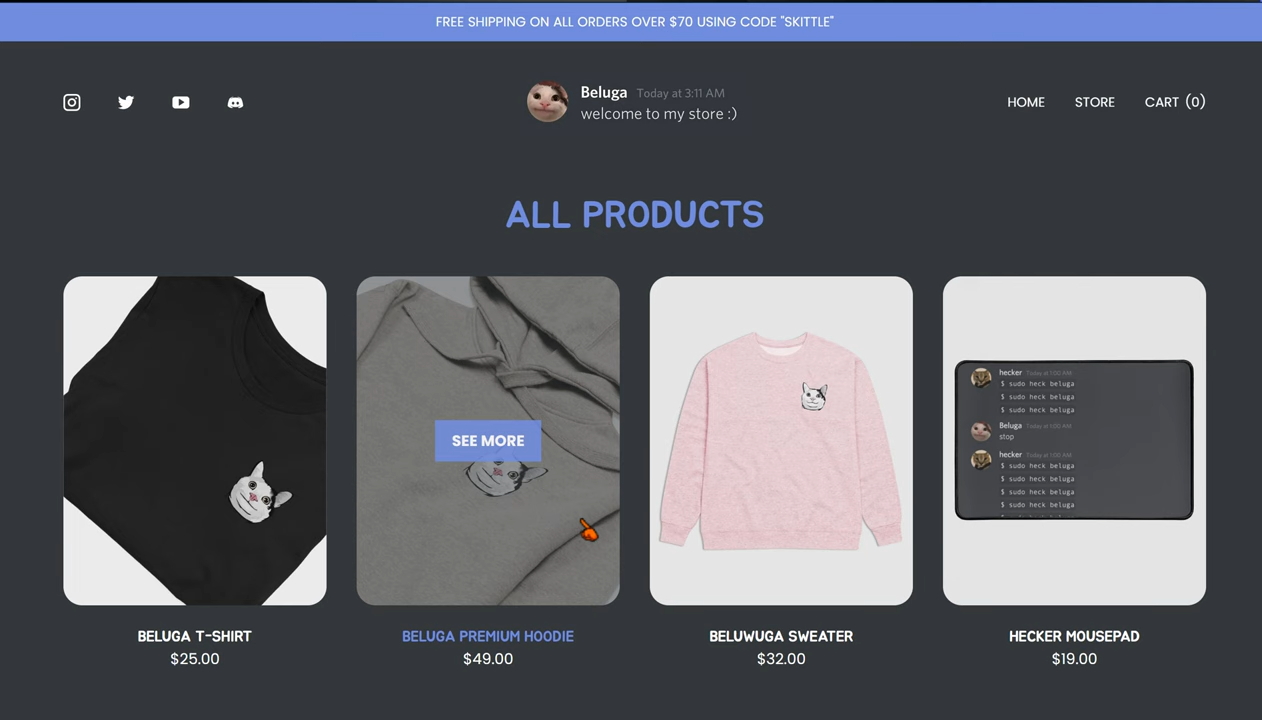 FREE SHIPPING ON ALL ORDERS OVER $70 USING CODE "SKITTLE"
Beluga Today at 3:11 AM
welcome to my store :)
HOME STORE CART (0)
ALL PRODUCTS
SEE MORE
hecker Today at 1:00 AM
$ sudo heck beluga
$ sudo heck beluga
$ sudo heck beluga
Beluga Today at 1:00 AM
stop
hecker Today at 1:00 AM
$ sudo heck beluga
$ sudo heck beluga
$ sudo heck beluga
$ sudo heck beluga
BELUGA T-SHIRT
$25.00
BELUGA PREMIUM HOODIE
$49.00
BELUWUGA SWEATER
$32.00
HECKER MOUSEPAD
$19.00